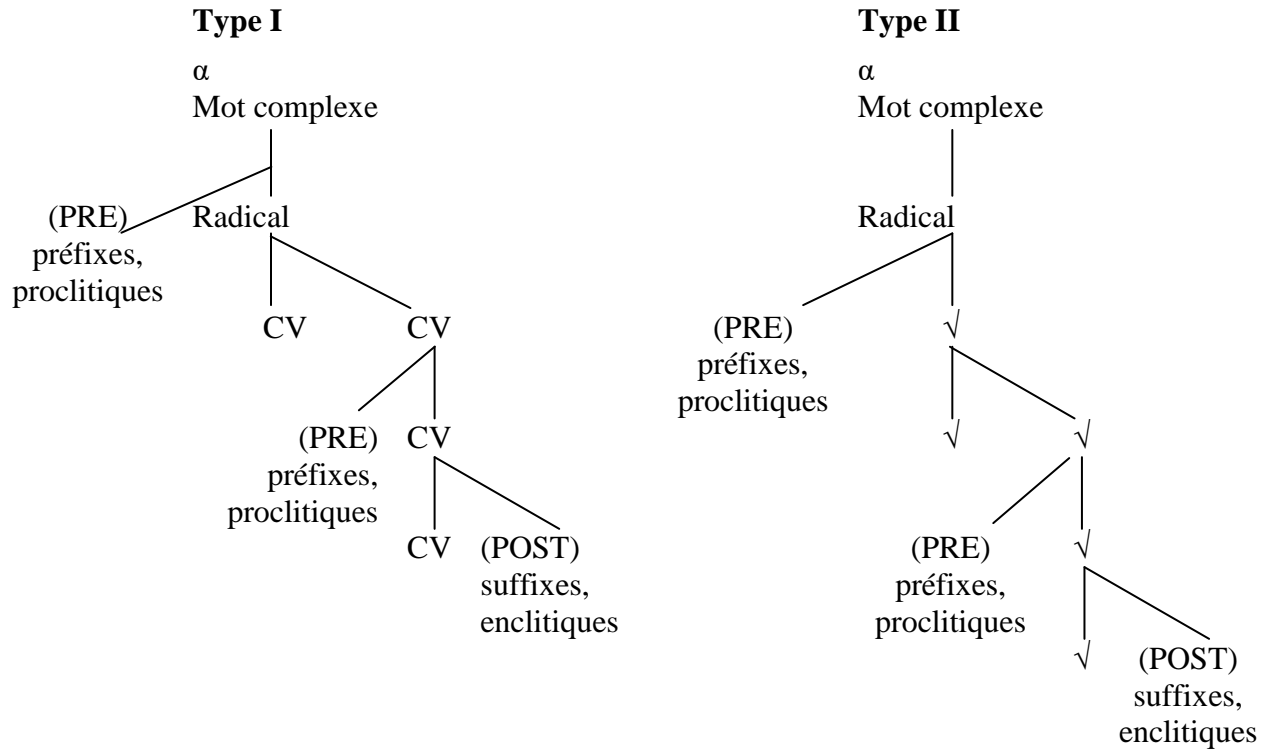 Type I
α
Mot complexe
(PRE)
préfixes,
proclitiques
Radical
CV
CV
(PRE)
préfixes,
proclitiques
CV
CV
(POST)
suffixes,
enclitiques
Type II
α
Mot complexe
Radical
(PRE)
préfixes,
proclitiques
√
√
√
(PRE)
préfixes,
proclitiques
√
√
(POST)
suffixes,
enclitiques